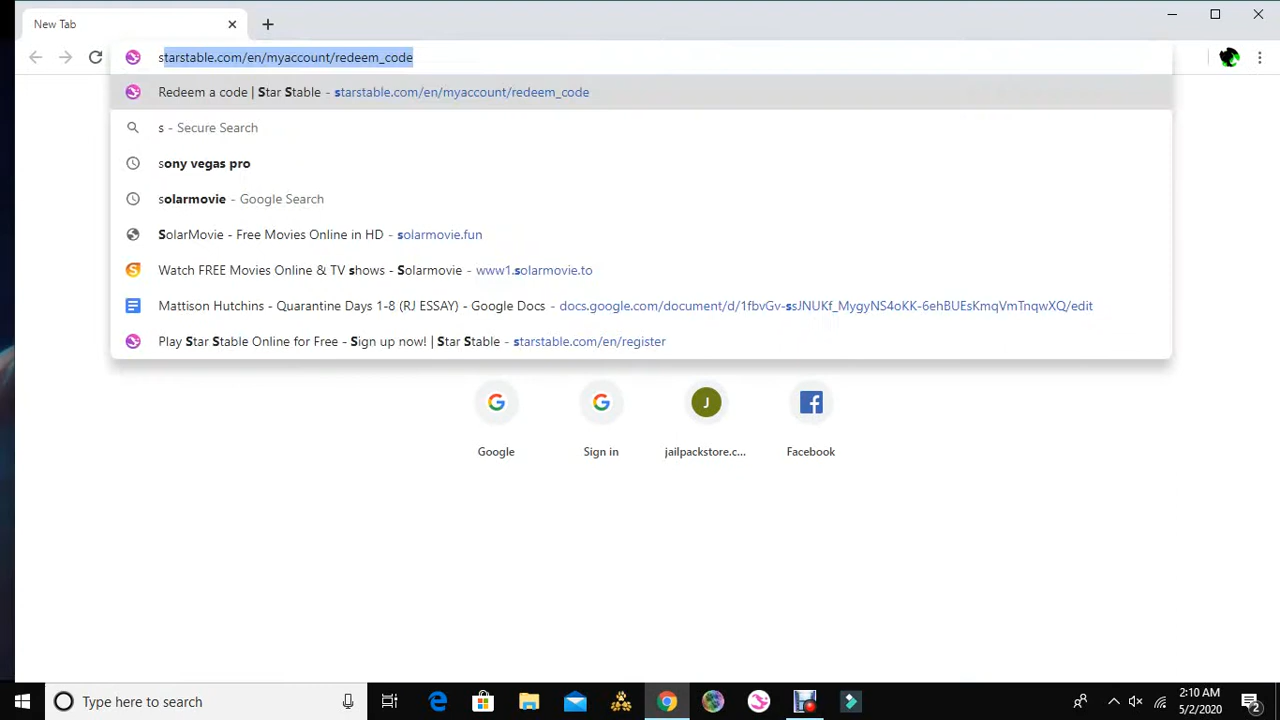 New Tab
starstable.com/en/myaccount/redeem_code
Redeem a code | Star Stable - starstable.com/en/myaccount/redeem_code
s - Secure Search
sony vegas pro
solarmovie - Google Search
SolarMovie - Free Movies Online in HD - solarmovie.fun
Watch FREE Movies Online & TV shows - Solarmovie - www1.solarmovie.to
Mattison Hutchins - Quarantine Days 1-8 (RJ ESSAY) - Google Docs - docs.google.com/document/d/1fbvGv-ssJNUKf_MygyNS4oKK-6ehBUEsKmqVmTnqwXQ/edit
Play Star Stable Online for Free - Sign up now! | Star Stable - starstable.com/en/register
J
Google
Sign in
jailpackstore.c...
Facebook
Type here to search
2:10 AM
5/2/2020
2